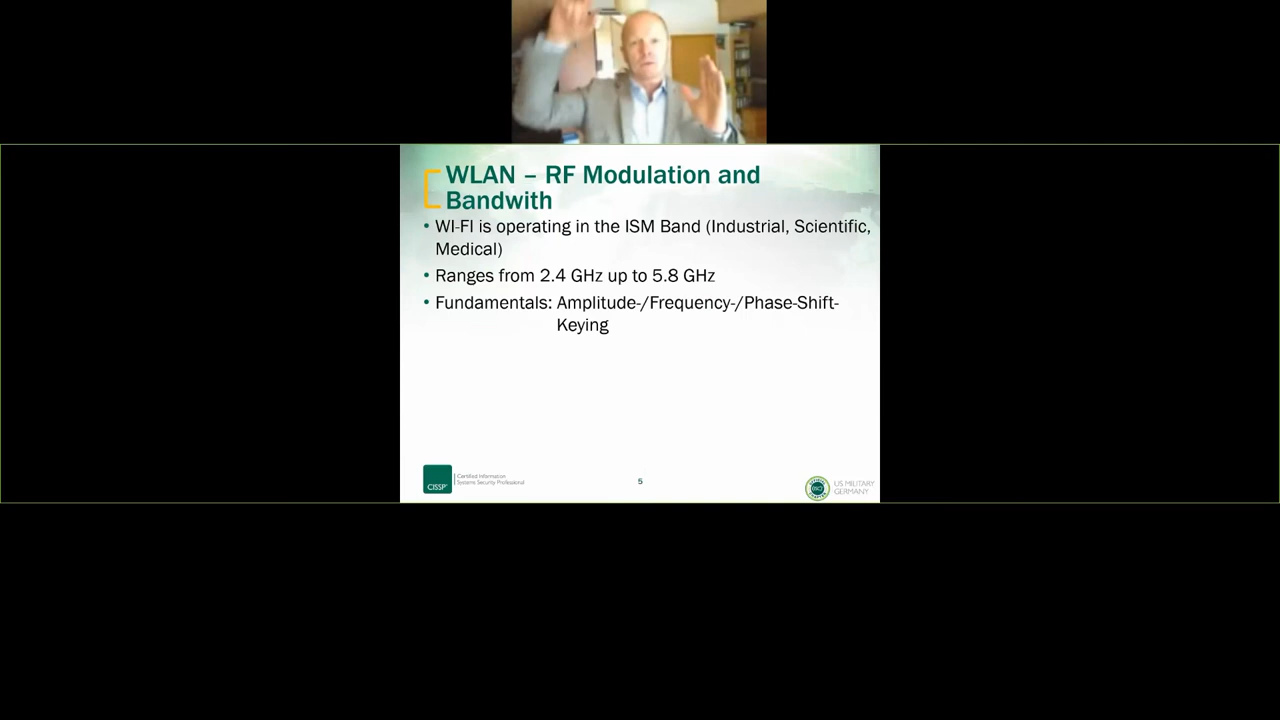 WLAN – RF Modulation and
Bandwith
• WI-FI is operating in the ISM Band (Industrial, Scientific,
Medical)
• Ranges from 2.4 GHz up to 5.8 GHz
• Fundamentals: Amplitude-/Frequency-/Phase-Shift-
Keying
CISSP
Certified Information
Systems Security Professional
5
US MILITARY
GERMANY